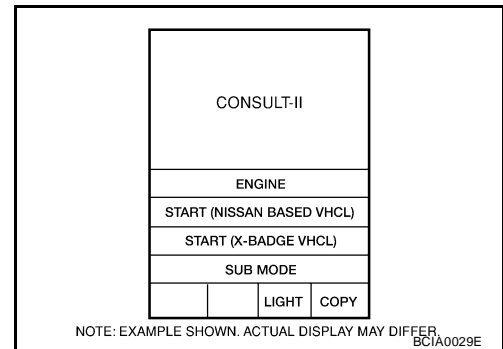 CONSULT-II
ENGINE
START (NISSAN BASED VHCL)
START (X-BADGE VHCL)
SUB MODE
LIGHT COPY
NOTE: EXAMPLE SHOWN. ACTUAL DISPLAY MAY DIFFER.
BCIA0029E